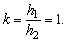 k = h₁/h₂ = 1.